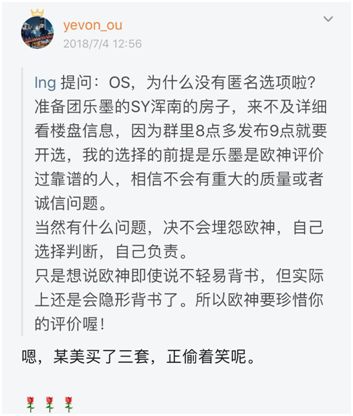 yevon_ou
2018/7/4 12:56
Ing 提问：OS，为什么没有匿名选项啦？
准备团乐墨的SY浑南的房子，来不及详细
看楼盘信息，因为群里8点多发布9点就要
开选，我的选择的前提是乐墨是欧神评价
过靠谱的人，相信不会有重大的质量或者
诚信问题。
当然有什么问题，决不会埋怨欧神，自己
选择判断，自己负责。
只是想说欧神即使说不轻易背书，但实际
上还是会隐形背书了。所以欧神要珍惜你
的评价喔！
嗯，某美买了三套，正偷着笑呢。